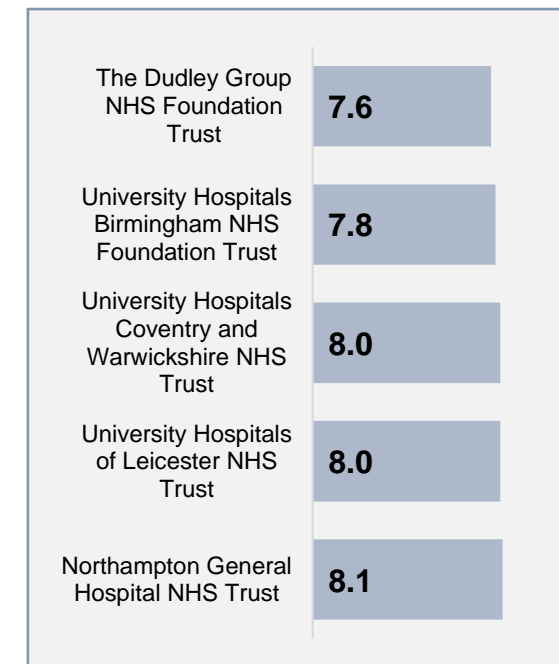 The Dudley Group
NHS Foundation
Trust
7.6
University Hospitals
Birmingham NHS
Foundation Trust
7.8
University Hospitals
Coventry and
Warwickshire NHS
Trust
8.0
University Hospitals
of Leicester NHS
Trust
8.0
Northampton General
Hospital NHS Trust
8.1